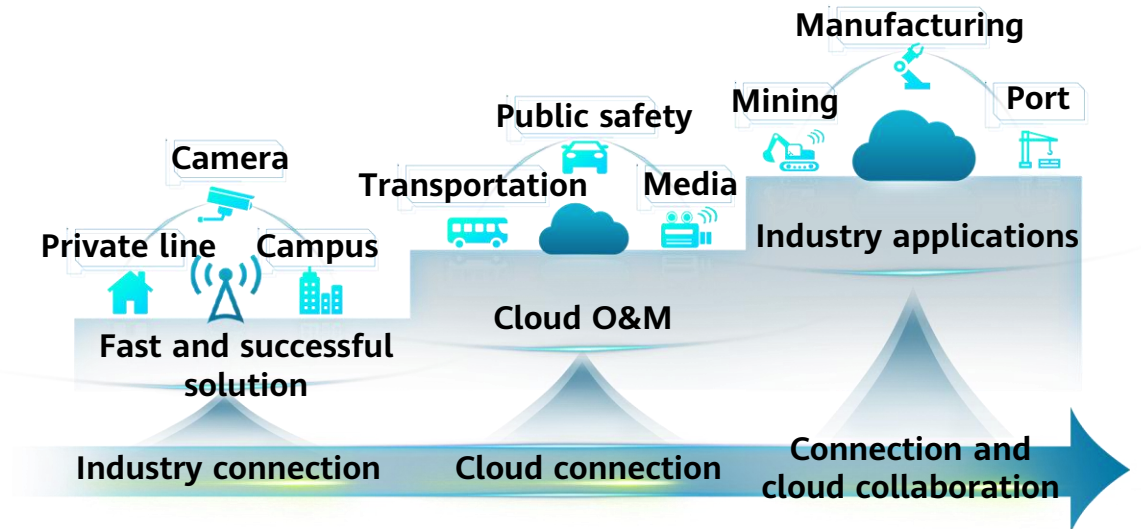 Camera
Private line
Campus
Fast and successful
solution
Industry connection
Public safety
Transportation
Media
Cloud O&M
Cloud connection
Manufacturing
Mining
Port
Industry applications
Connection and
cloud collaboration